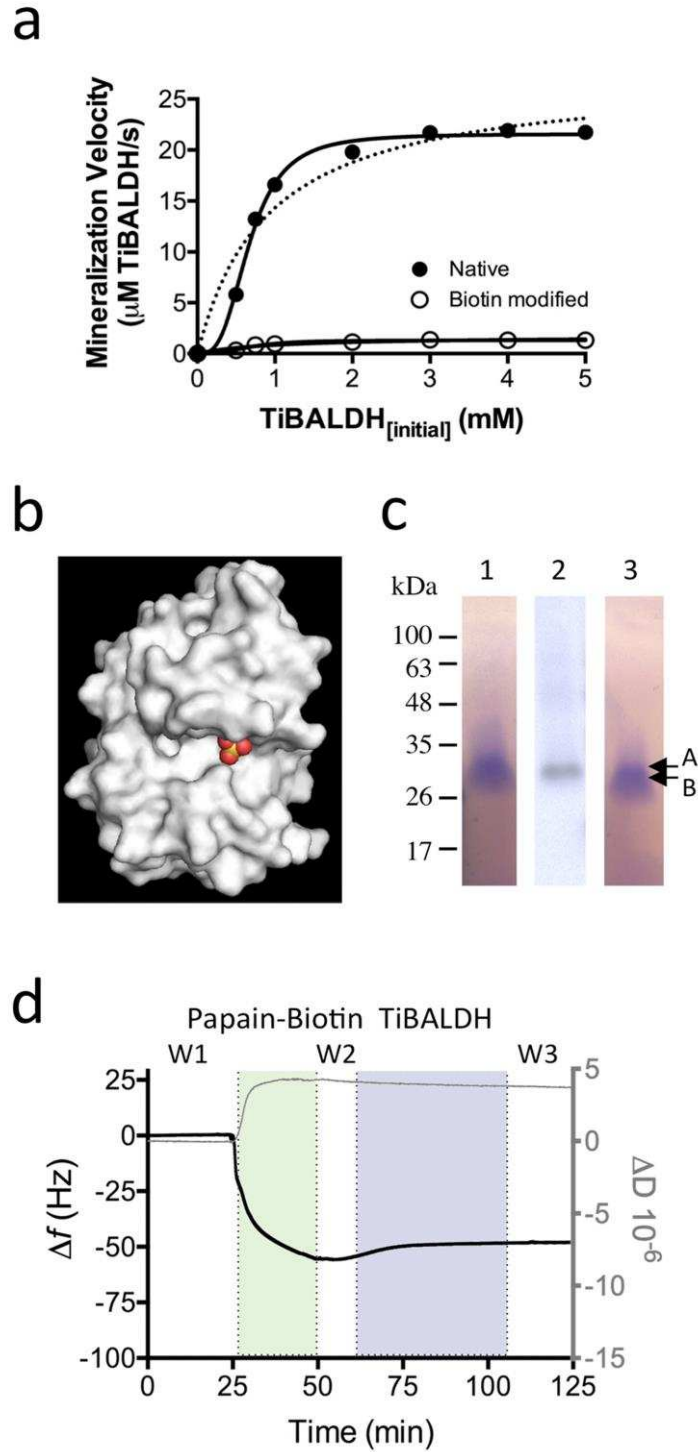 a
Mineralization Velocity
(μM TiBALDH/s)
25
20
15
10
5
0
0 1 2 3 4 5
Native
Biotin modified
TiBALDH[initial] (mM)
b
c
kDa 1 2 3
100
63
48
35
26
17
A
B
d
Papain-Biotin TiBALDH
W1 W2 W3
Δf (Hz)
25
0
-25
-50
-75
-100
5
0
-5
-10
-15
ΔD 10-6
0 25 50 75 100 125
Time (min)